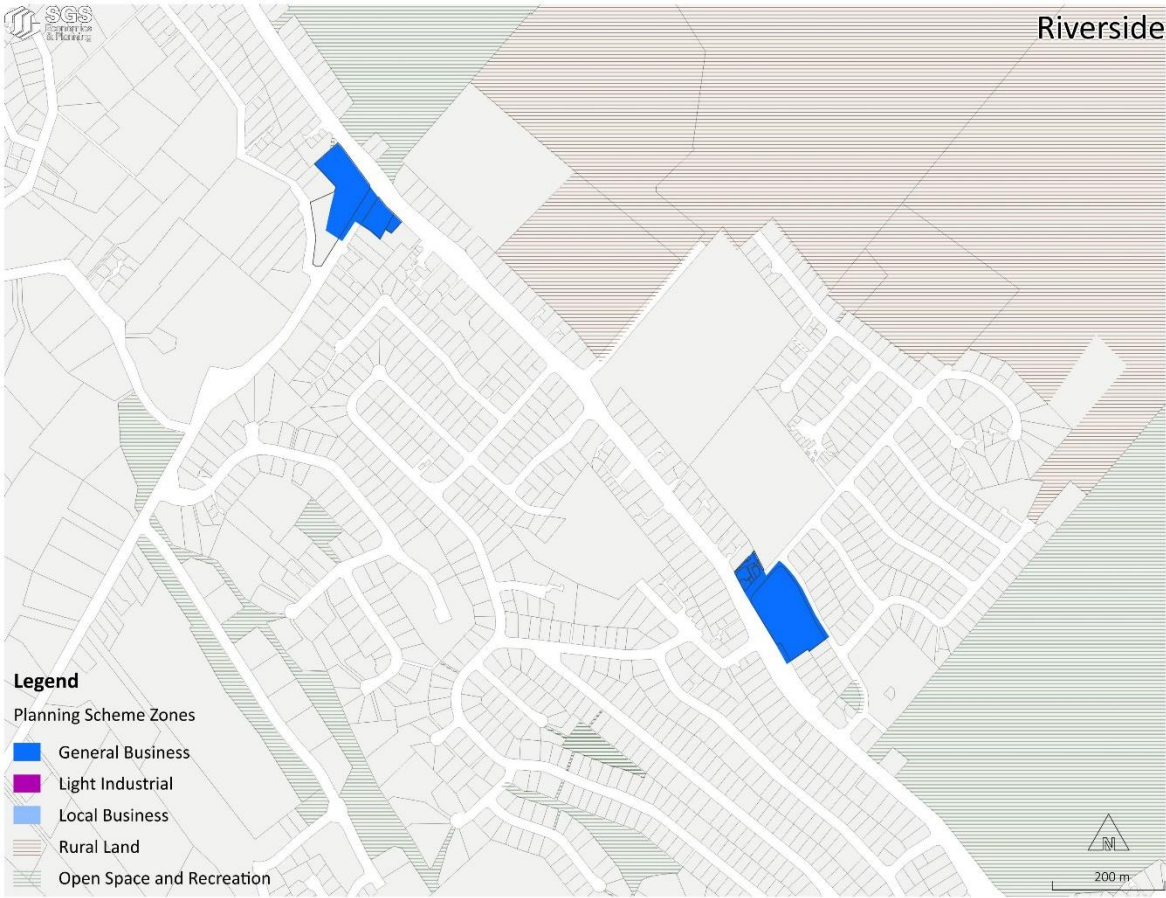 SGS
Economics
& Planning
Riverside
Legend
Planning Scheme Zones
General Business
Light Industrial
Local Business
Rural Land
Open Space and Recreation
N
200 m